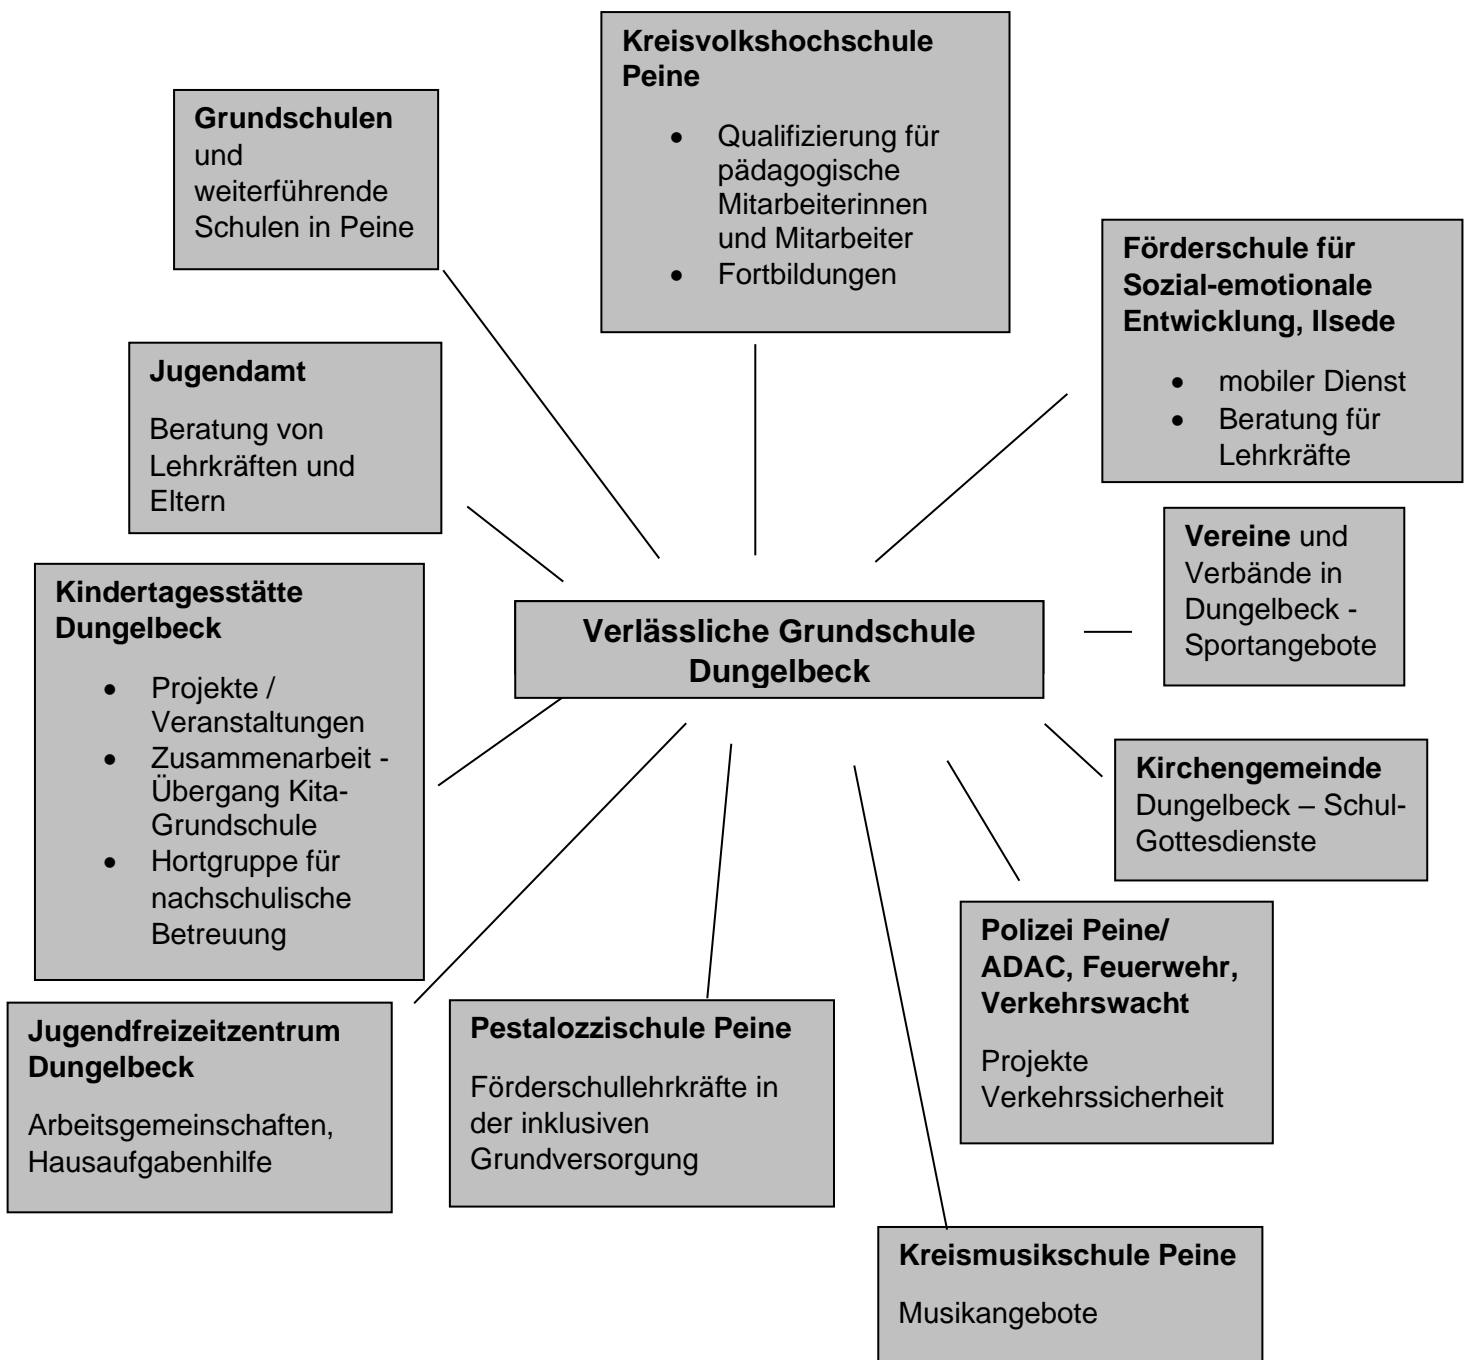 Kreisvolkshochschule
Peine
• Qualifizierung für
pädagogische
Mitarbeiterinnen
und Mitarbeiter
• Fortbildungen
Grundschulen
und
weiterführende
Schulen in Peine
Förderschule für
Sozial-emotionale
Entwicklung, Ilsede
• mobiler Dienst
• Beratung für
Lehrkräfte
Jugendamt
Beratung von
Lehrkräften und
Eltern
Vereine und
Verbände in
Dungelbeck -
Sportangebote
Kindertagesstätte
Dungelbeck
• Projekte /
Veranstaltungen
• Zusammenarbeit -
Übergang Kita-
Grundschule
• Hortgruppe für
nachschulische
Betreuung
Verlässliche Grundschule
Dungelbeck
Kirchengemeinde
Dungelbeck – Schul-
Gottesdienste
Polizei Peine/
ADAC, Feuerwehr,
Verkehrswacht
Projekte
Verkehrssicherheit
Jugendfreizeitzentrum
Dungelbeck
Arbeitsgemeinschaften,
Hausaufgabenhilfe
Pestalozzischule Peine
Förderschullehrkräfte in
der inklusiven
Grundversorgung
Kreismusikschule Peine
Musikangebote